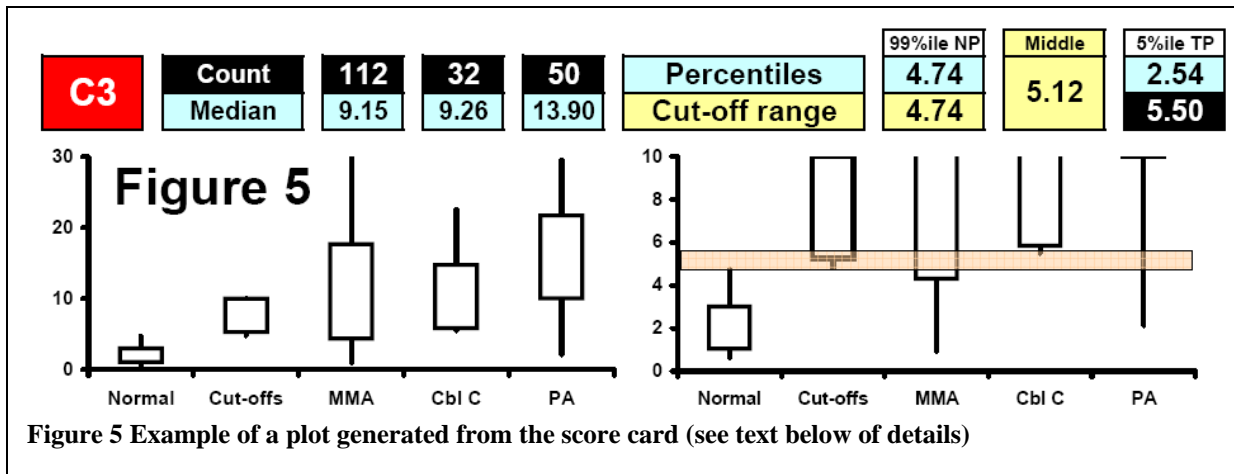 99%ile NP Middle 5%ile TP
C3 Count 112 32 50 Percentiles 4.74 5.12 2.54
Median 9.15 9.26 13.90 Cut-off range 4.74 5.50
Figure 5
30
20
10
0
Normal Cut-offs MMA Cbl C PA
10
8
6
4
2
0
Normal Cut-offs MMA Cbl C PA
Figure 5 Example of a plot generated from the score card (see text below of details)